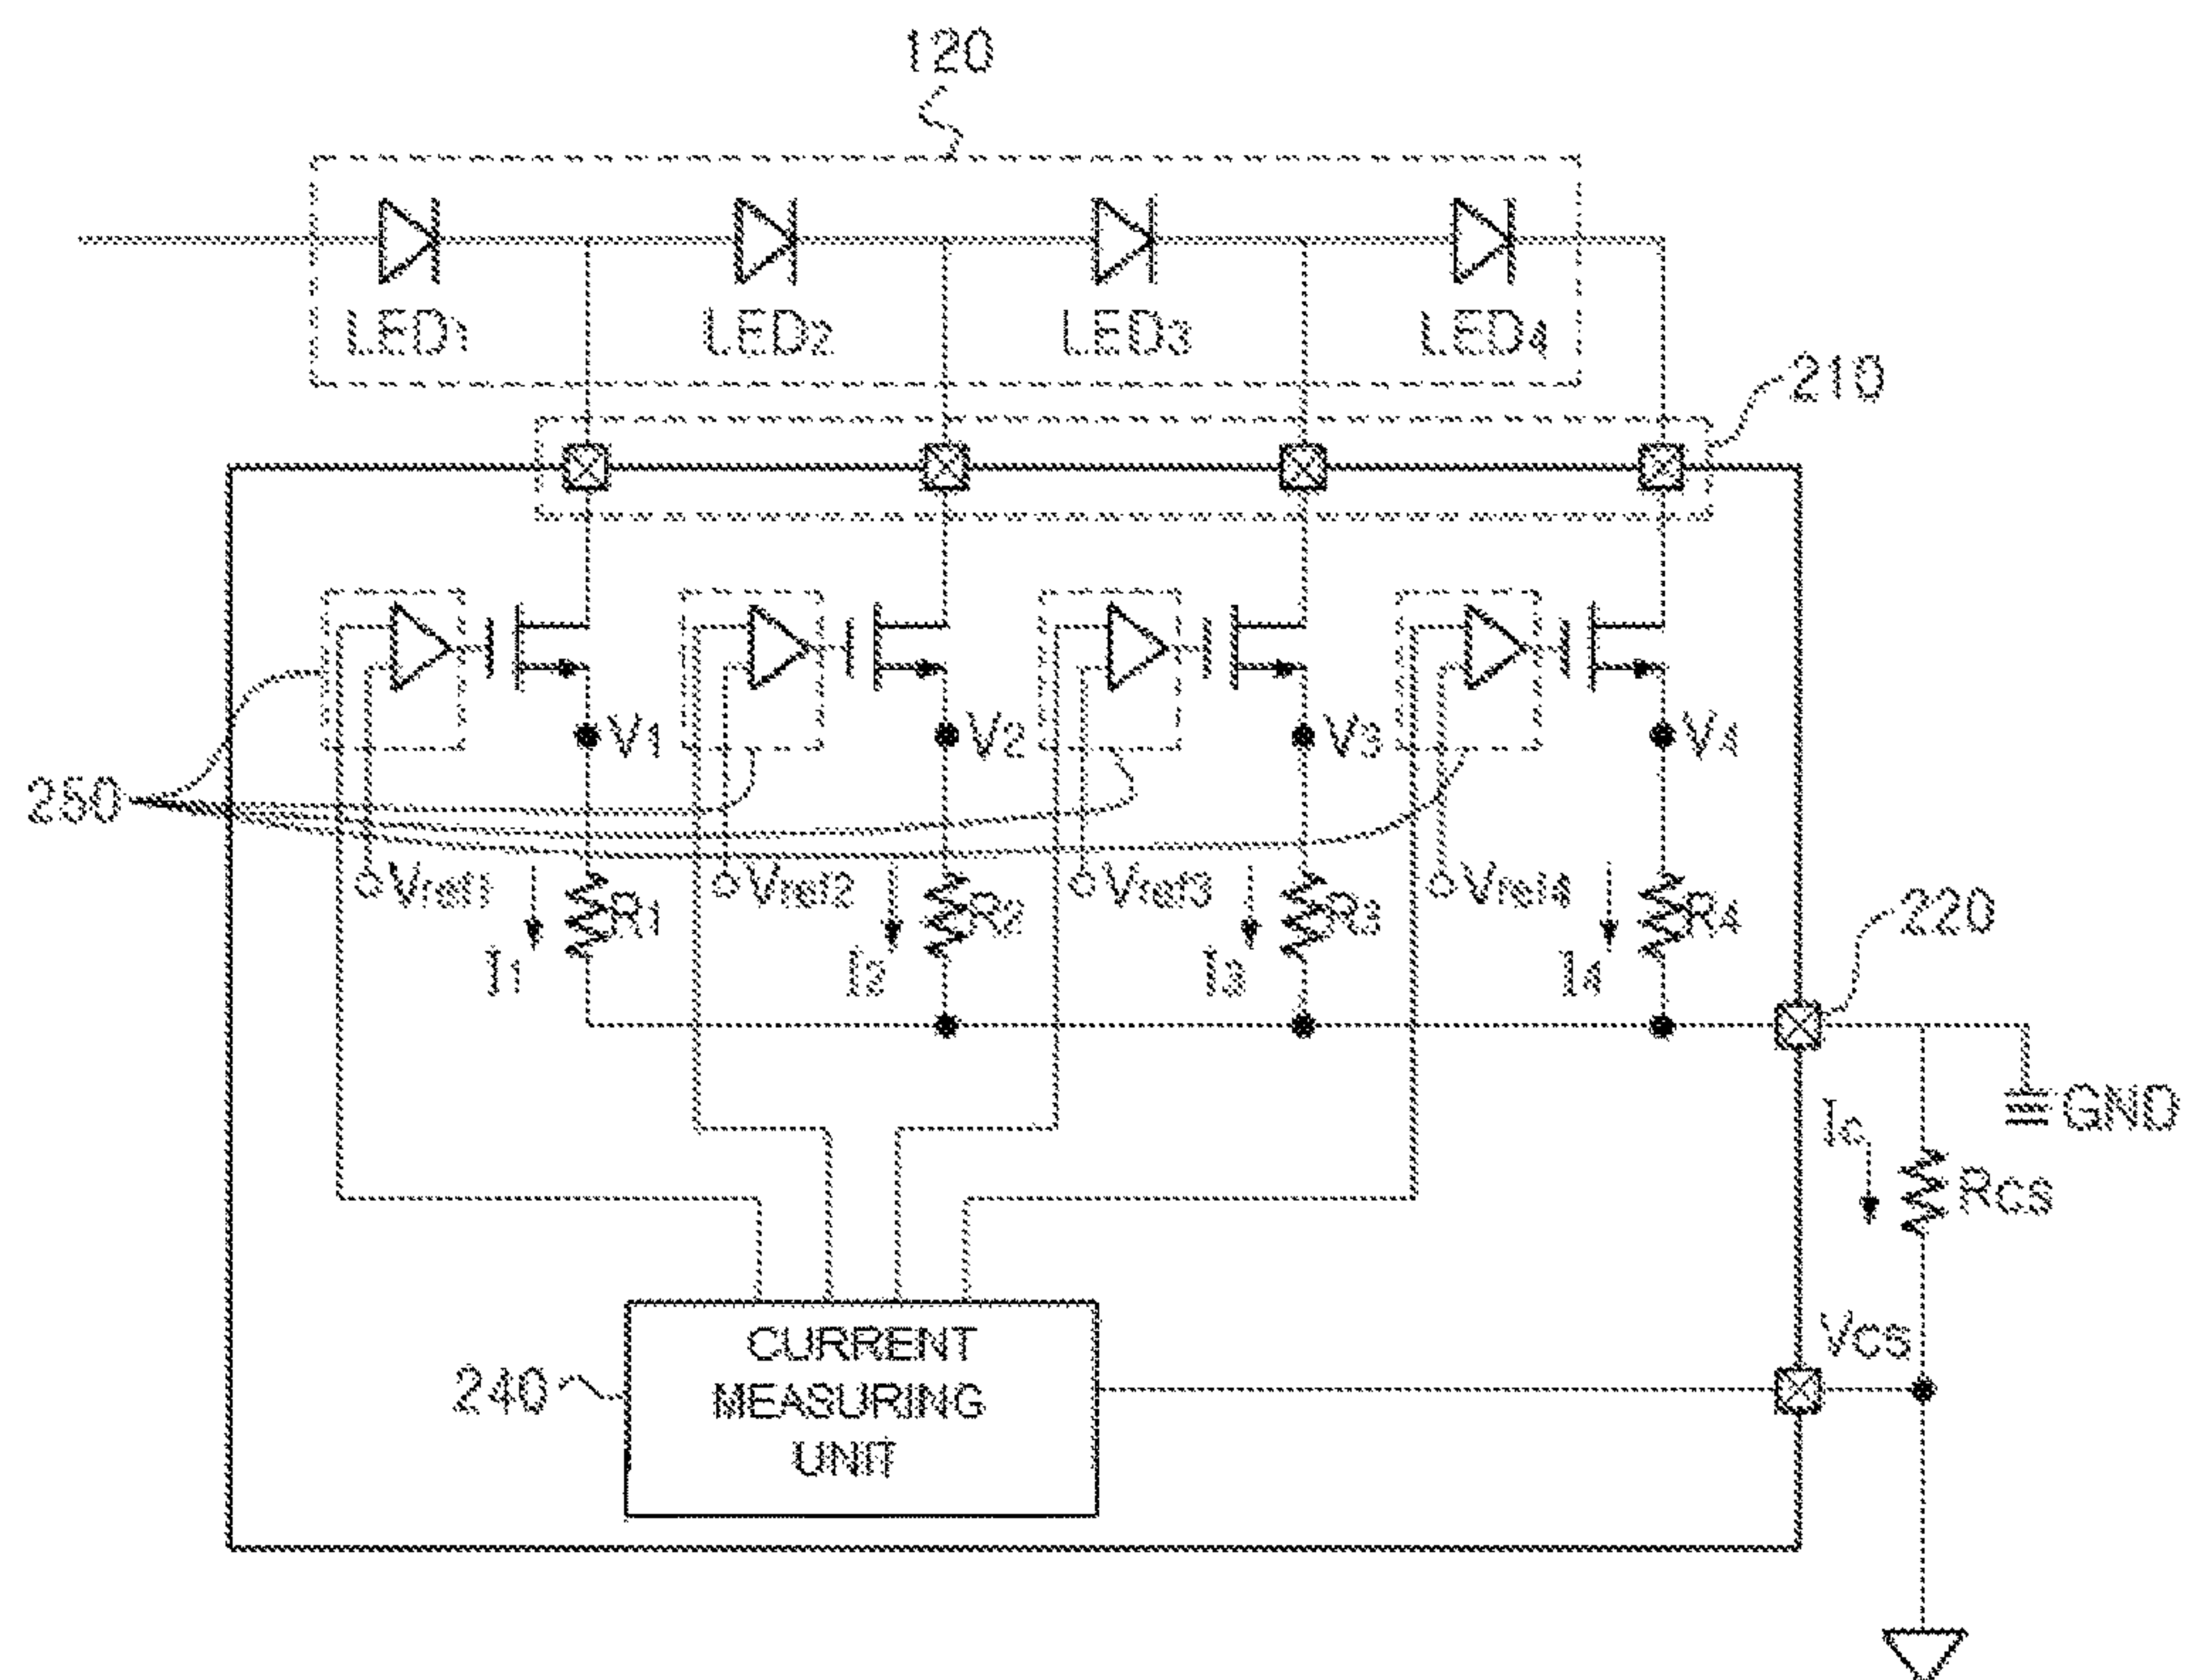 120
LED1 LED2 LED3 LED4
210
V1 V2 V3 V4
250
Vref1 R1 Vref2 R2 Vref3 R3 Vref4 R4
220
I1 I2 I3 I4
Ic GND
RCS
VCS
240
CURRENT
MEASURING
UNIT